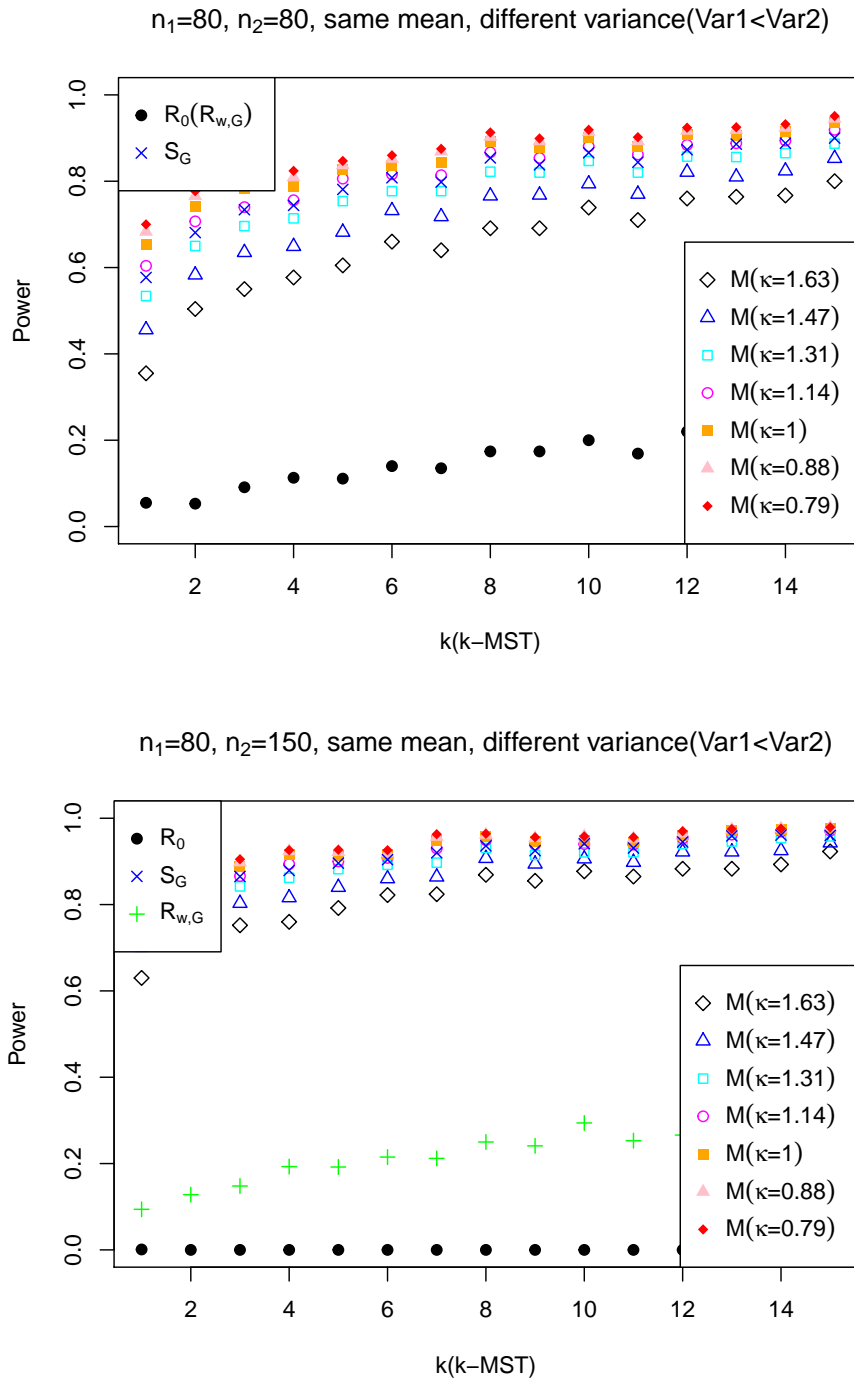 n1=80, n2=80, same mean, different variance(Var1<Var2)
1.0
0.8
0.6
0.4
0.2
0.0
Power
R0(Rw,G)
SG
M(κ=1.63)
M(κ=1.47)
M(κ=1.31)
M(κ=1.14)
M(κ=1)
M(κ=0.88)
M(κ=0.79)
2 4 6 8 10 12 14
k(k−MST)
n1=80, n2=150, same mean, different variance(Var1<Var2)
1.0
0.8
0.6
0.4
0.2
0.0
Power
R0
SG
Rw,G
M(κ=1.63)
M(κ=1.47)
M(κ=1.31)
M(κ=1.14)
M(κ=1)
M(κ=0.88)
M(κ=0.79)
2 4 6 8 10 12 14
k(k−MST)